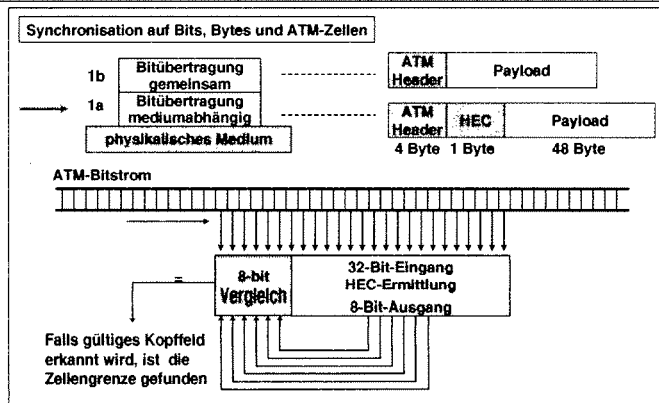 Synchronisation auf Bits, Bytes und ATM-Zellen
1b
Bitübertragung
gemeinsam
ATM
Header
Payload
1a
Bitübertragung
mediumabhängig
ATM
Header
HEC
Payload
physikalisches Medium
4 Byte
1 Byte
48 Byte
ATM-Bitstrom
8-bit
Vergleich
32-Bit-Eingang
HEC-Ermittlung
8-Bit-Ausgang
=
Falls gültiges Kopffeld
erkannt wird, ist die
Zellengrenze gefunden